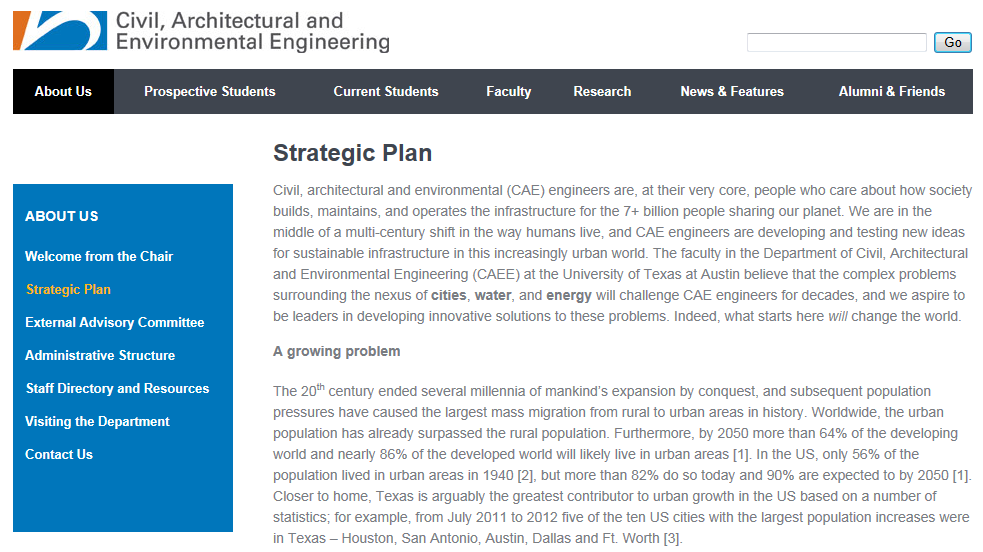 Civil, Architectural and
Environmental Engineering
Go
About Us Prospective Students Current Students Faculty Research News & Features Alumni & Friends
ABOUT US
Welcome from the Chair
Strategic Plan
External Advisory Committee
Administrative Structure
Staff Directory and Resources
Visiting the Department
Contact Us
Strategic Plan
Civil, architectural and environmental (CAE) engineers are, at their very core, people who care about how society
builds, maintains, and operates the infrastructure for the 7+ billion people sharing our planet. We are in the
middle of a multi-century shift in the way humans live, and CAE engineers are developing and testing new ideas
for sustainable infrastructure in this increasingly urban world. The faculty in the Department of Civil, Architectural
and Environmental Engineering (CAEE) at the University of Texas at Austin believe that the complex problems
surrounding the nexus of cities, water, and energy will challenge CAE engineers for decades, and we aspire to
be leaders in developing innovative solutions to these problems. Indeed, what starts here will change the world.
A growing problem
The 20th century ended several millennia of mankind's expansion by conquest, and subsequent population
pressures have caused the largest mass migration from rural to urban areas in history. Worldwide, the urban
population has already surpassed the rural population. Furthermore, by 2050 more than 64% of the developing
world and nearly 86% of the developed world will likely live in urban areas [1]. In the US, only 56% of the
population lived in urban areas in 1940 [2], but more than 82% do so today and 90% are expected to by 2050 [1].
Closer to home, Texas is arguably the greatest contributor to urban growth in the US based on a number of
statistics; for example, from July 2011 to 2012 five of the ten US cities with the largest population increases were
in Texas – Houston, San Antonio, Austin, Dallas and Ft. Worth [3].